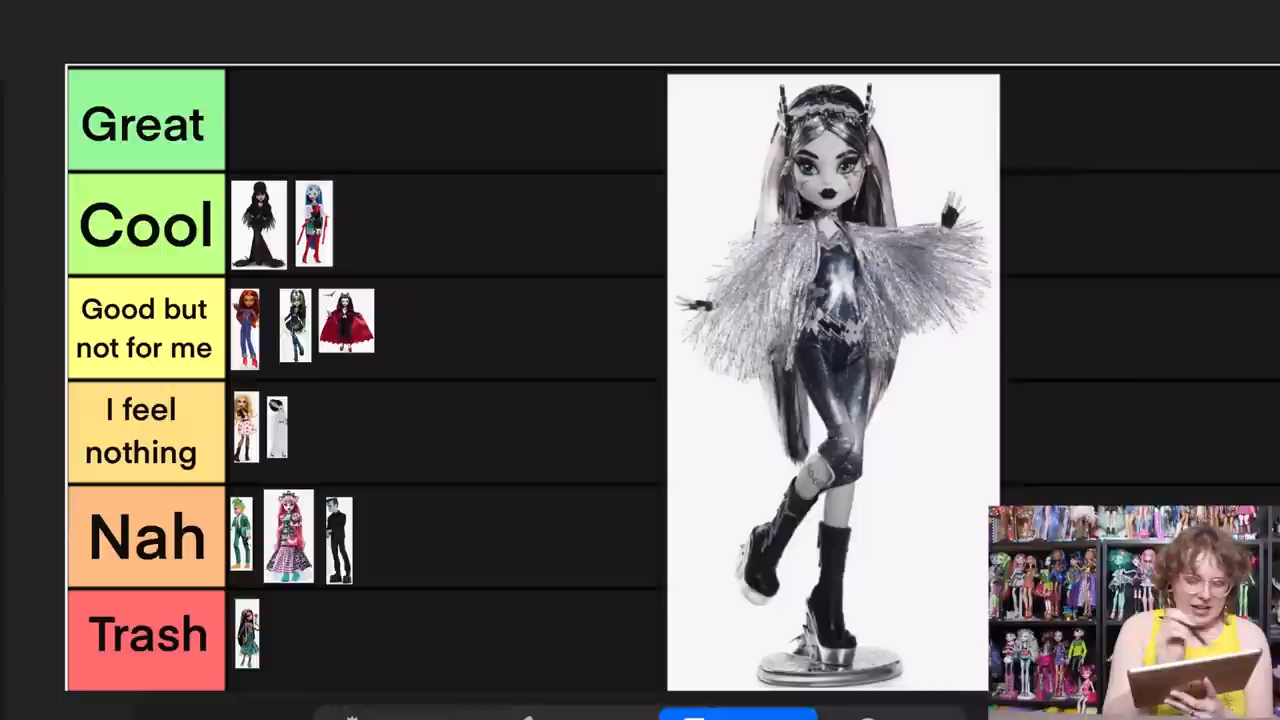 Great
Cool
Good but
not for me
I feel
nothing
Nah
Trash